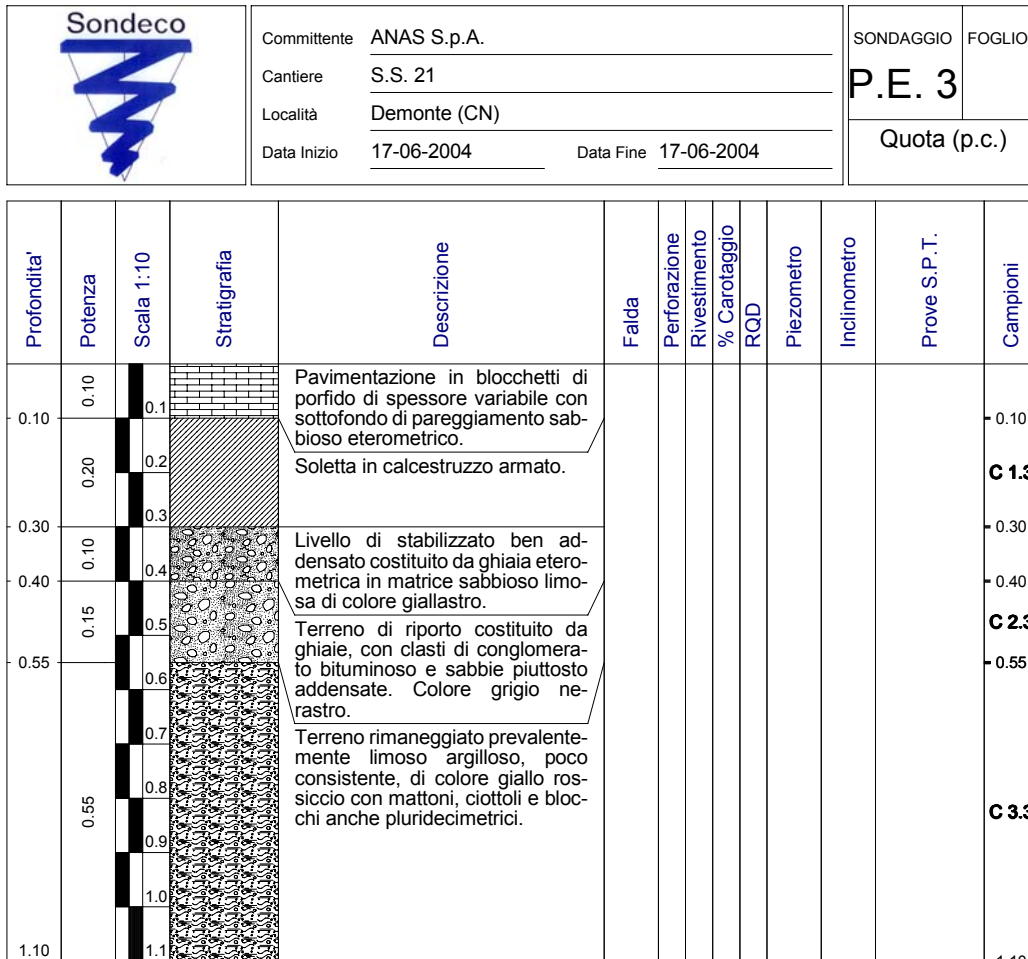 Sondeco
Committente ANAS S.p.A.
Cantiere S.S. 21
Località Demonte (CN)
Data Inizio 17-06-2004 Data Fine 17-06-2004
SONDAGGIO FOGLIO
P.E. 3
Quota (p.c.)
Profondita' Potenza Scala 1:10 Stratigrafia Descrizione Falda Perforazione Rivestimento % Carotaggio RQD Piezometro Inclinometro Prove S.P.T. Campioni
0.10
0.1
Pavimentazione in blocchetti di
porfido di spessore variabile con
sottofondo di pareggiamento sab-
bioso eterometrico.
0.10
0.10
0.20
0.2
0.3
Soletta in calcestruzzo armato.
C 1.3
0.30
0.30
0.10
0.4
Livello di stabilizzato ben ad-
densato costituito da ghiaia etero-
metrica in matrice sabbioso limo-
sa di colore giallastro.
0.40
0.40
0.15
0.5
Terreno di riporto costituito da
ghiaie, con clasti di conglomera-
to bituminoso e sabbie piuttosto
addensate. Colore grigio ne-
rastro.
C 2.3
0.55
0.55
0.6
0.7
0.8
0.55
0.9
1.0
1.1
Terreno rimaneggiato prevalente-
mente limoso argilloso, poco
consistente, di colore giallo ros-
siccio con mattoni, ciottoli e bloc-
chi anche pluridecimetrici.
C 3.3
1.10
1.10